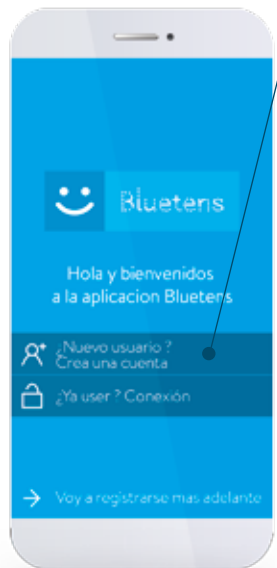 Bluetens
Hola y bienvenidos
a la aplicacion Bluetens
¿Nuevo usuario ?
Crea una cuenta
¿Ya user ? Conexión
Voy a registrarse mas adelante